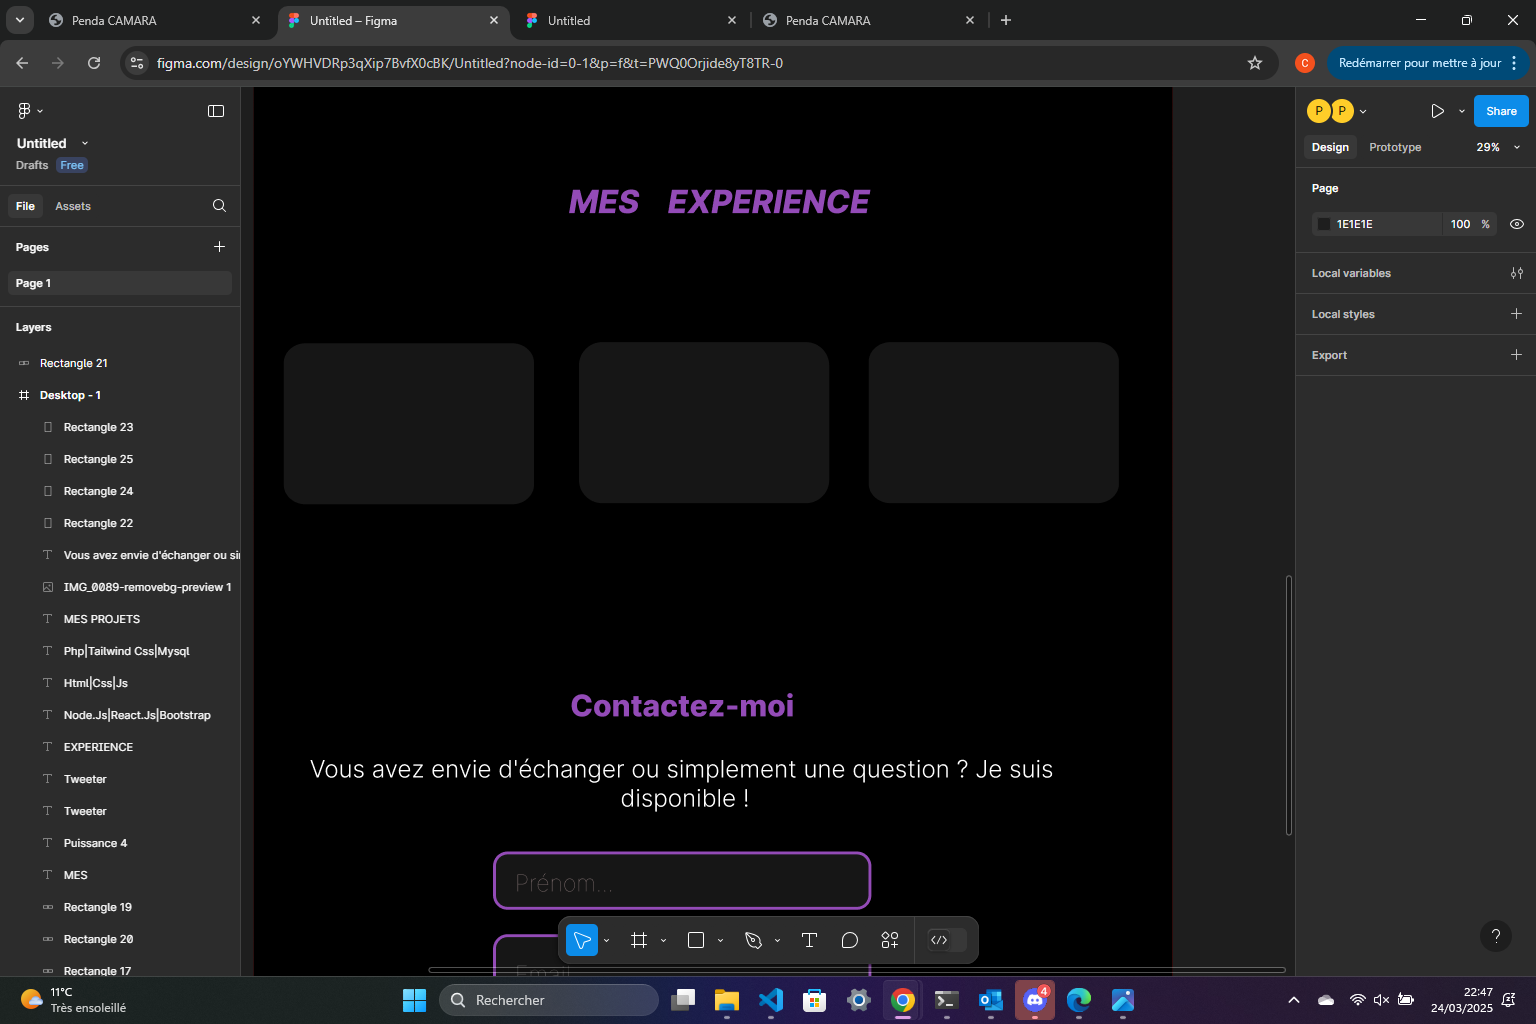 Penda CAMARA
Untitled – Figma
Untitled
Penda CAMARA
figma.com/design/oYWHVDRp3qXip7BvfX0cBK/Untitled?node-id=0-1&p=f&t=PWQ0Orjide8yT8TR-0
C
Redémarrer pour mettre à jour
Untitled
Drafts Free
File Assets
Pages
Page 1
Layers
Rectangle 21
Desktop - 1
Rectangle 23
Rectangle 25
Rectangle 24
Rectangle 22
Vous avez envie d'échanger ou si
IMG_0089-removebg-preview 1
MES PROJETS
Php|Tailwind Css|Mysql
Html|Css|Js
Node.Js|React.Js|Bootstrap
EXPERIENCE
Tweeter
Tweeter
Puissance 4
MES
Rectangle 19
Rectangle 20
Rectangle 17
MES EXPERIENCE
Contactez-moi
Vous avez envie d'échanger ou simplement une question ? Je suis
disponible !
Prénom...
Email
P P
Share
Design Prototype 29%
Page
1E1E1E 100 %
Local variables
Local styles
Export
?
11°C
Très ensoleillé
Rechercher
4
22:47
24/03/2025